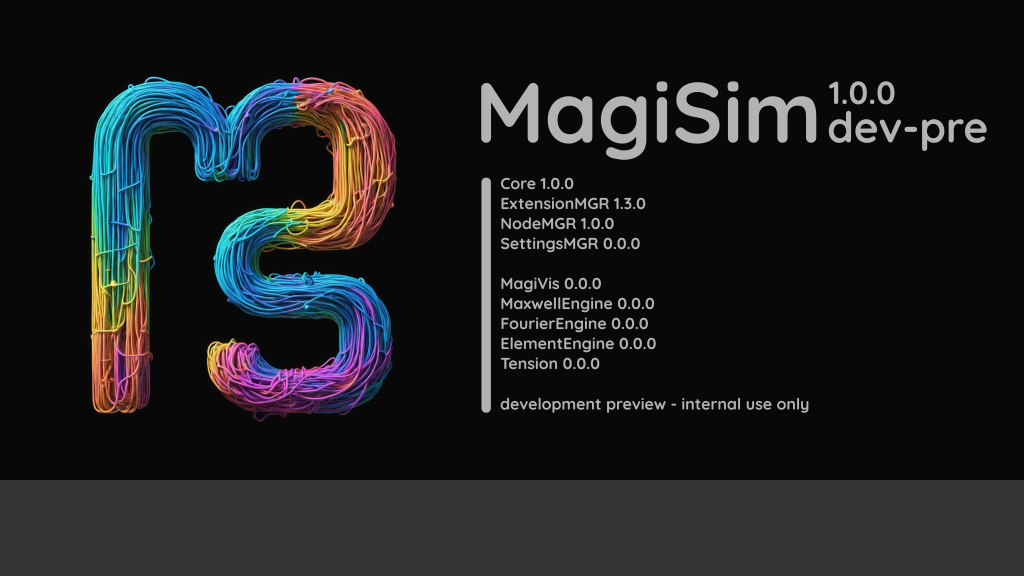 MagiSim
1.0.0
dev-pre
Core 1.0.0
ExtensionMGR 1.3.0
NodeMGR 1.0.0
SettingsMGR 0.0.0
MagiVis 0.0.0
MaxwellEngine 0.0.0
FourierEngine 0.0.0
ElementEngine 0.0.0
Tension 0.0.0
development preview - internal use only